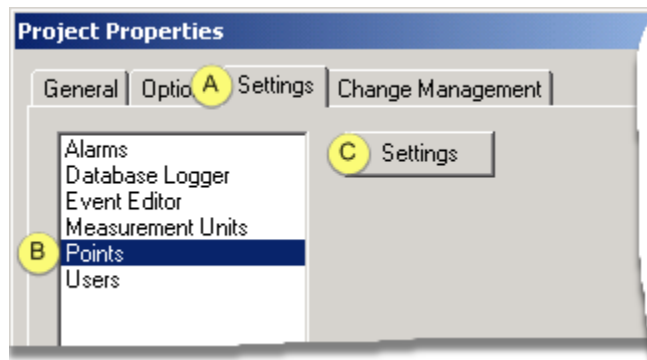 Project Properties
General Optio A Settings Change Management
Alarms
C Settings
Database Logger
Event Editor
Measurement Units
B Points
Users